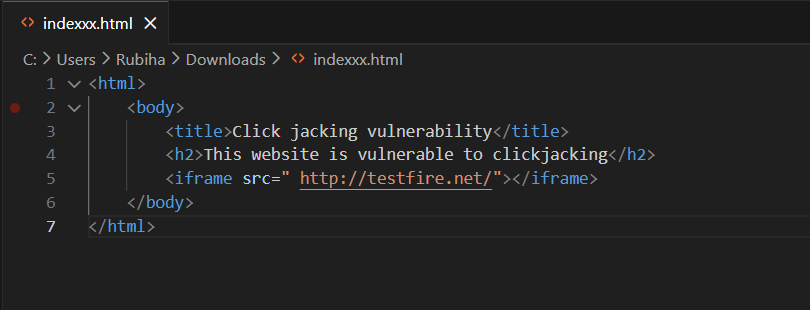 indexxx.html
C: > Users > Rubiha > Downloads > indexxx.html
1 <html>
2 <body>
3 <title>Click jacking vulnerability</title>
4 <h2>This website is vulnerable to clickjacking</h2>
5 <iframe src=" http://testfire.net/"></iframe>
6 </body>
7 </html>